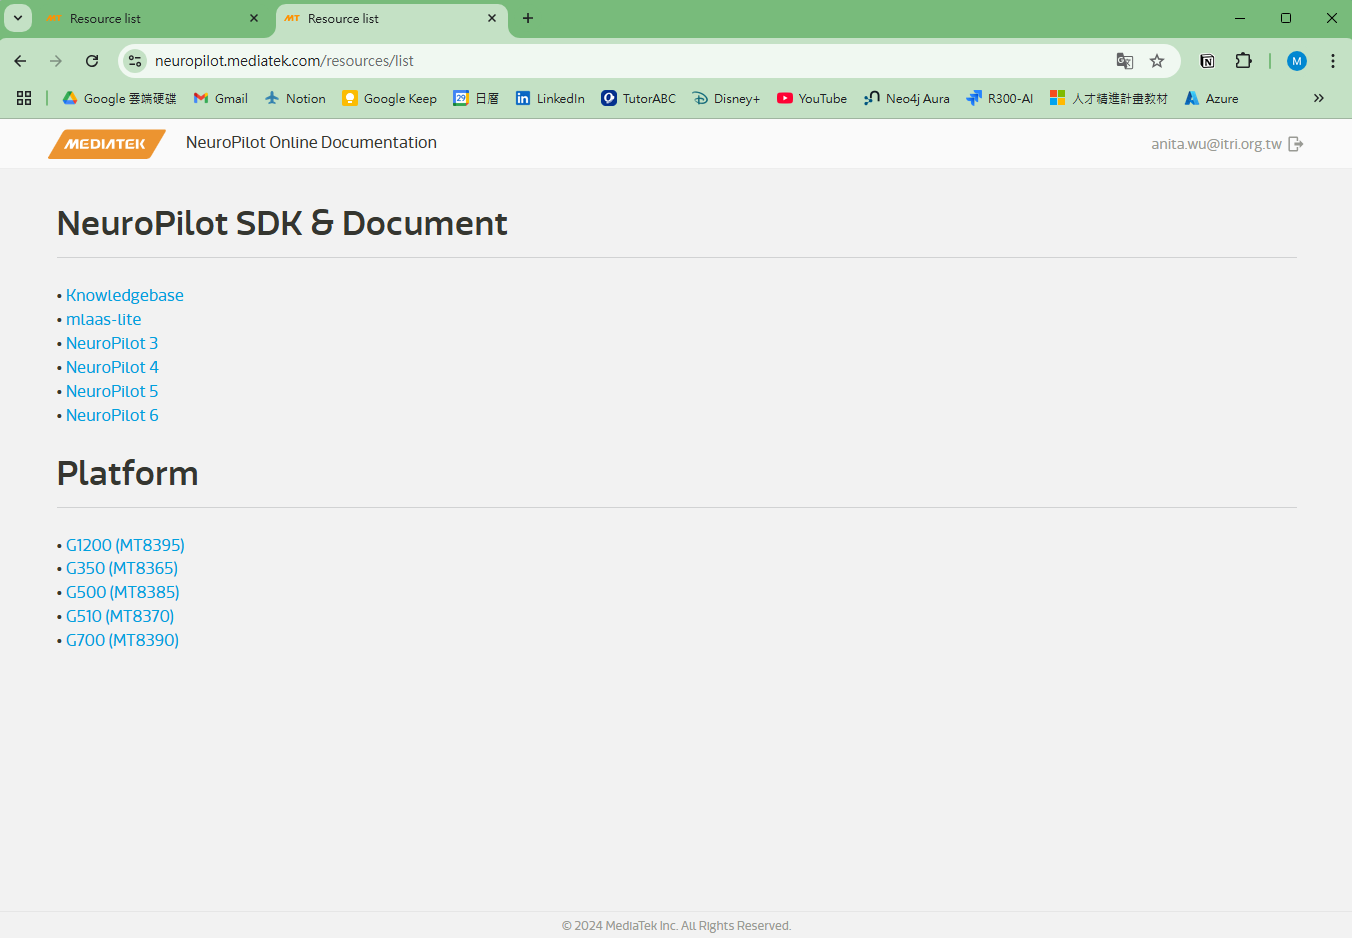 Resource list
Resource list
neuropilot.mediatek.com/resources/list
M
Google 雲端硬碟
Gmail
Notion
Google Keep
29 日曆
LinkedIn
TutorABC
Disney+
YouTube
Neo4j Aura
R300-AI
人才精進計畫教材
Azure
MEDIATEK
NeuroPilot Online Documentation
anita.wu@itri.org.tw
NeuroPilot SDK & Document
• Knowledgebase
• mlaas-lite
• NeuroPilot 3
• NeuroPilot 4
• NeuroPilot 5
• NeuroPilot 6
Platform
• G1200 (MT8395)
• G350 (MT8365)
• G500 (MT8385)
• G510 (MT8370)
• G700 (MT8390)
© 2024 MediaTek Inc. All Rights Reserved.